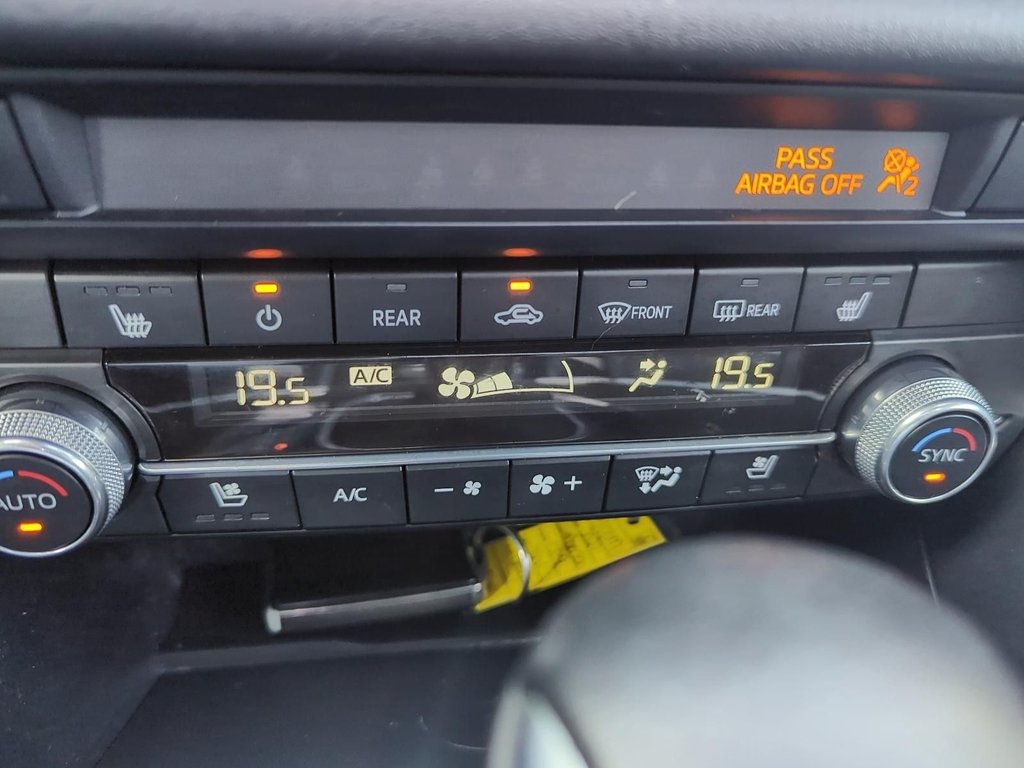 PASS
AIRBAG OFF 2
REAR
FRONT
REAR
19.5 A/C 19.5
AUTO
A/C
- +
SYNC